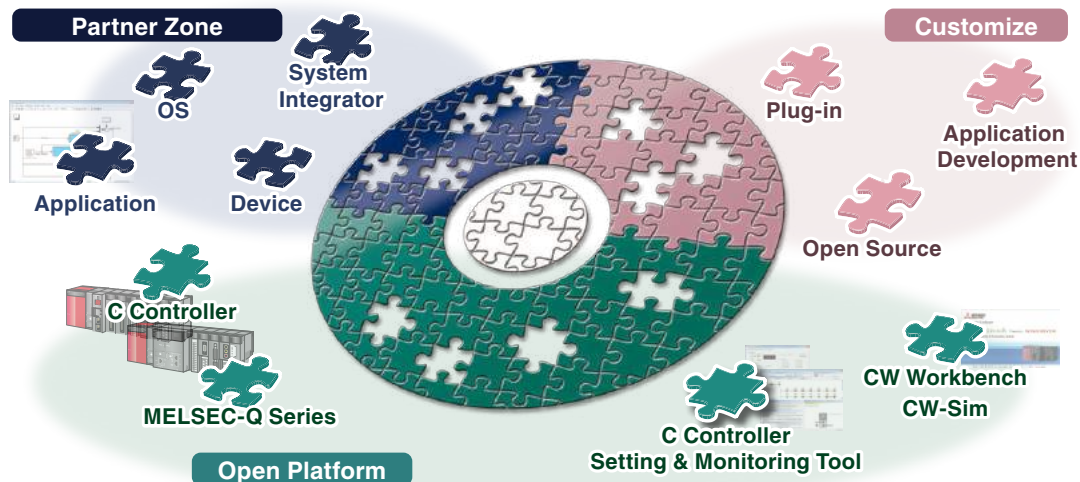 Partner Zone
Customize
OS
System
Integrator
Application
Device
Plug-in
Application
Development
Open Source
C Controller
MELSEC-Q Series
Open Platform
C Controller
Setting & Monitoring Tool
CW Workbench
CW-Sim